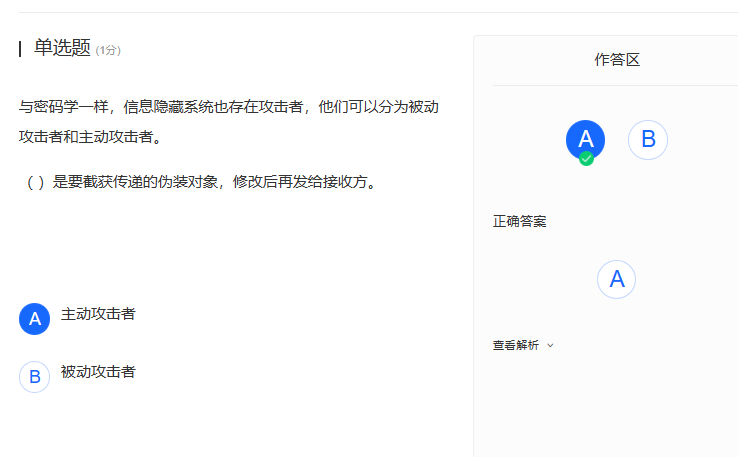 单选题 (1分)
与密码学一样，信息隐藏系统也存在攻击者，他们可以分为被动
攻击者和主动攻击者。
（ ）是要截获传递的伪装对象，修改后再发给接收方。
A 主动攻击者
B 被动攻击者
作答区
A B
正确答案
A
查看解析